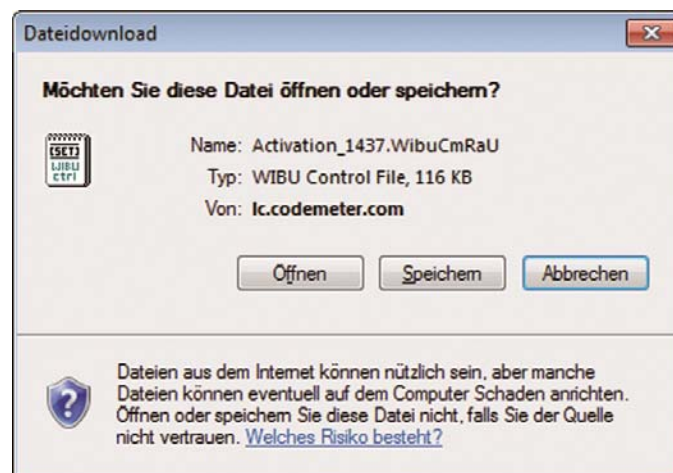 Dateidownload
Möchten Sie diese Datei öffnen oder speichern?
[SET]
WIBU
ctrl
Name: Activation_1437.WibuCmRaU
Typ: WIBU Control File, 116 KB
Von: lc.codemeter.com
Öffnen Speichern Abbrechen
Dateien aus dem Internet können nützlich sein, aber manche
Dateien können eventuell auf dem Computer Schaden anrichten.
Öffnen oder speichern Sie diese Datei nicht, falls Sie der Quelle
nicht vertrauen. Welches Risiko besteht?